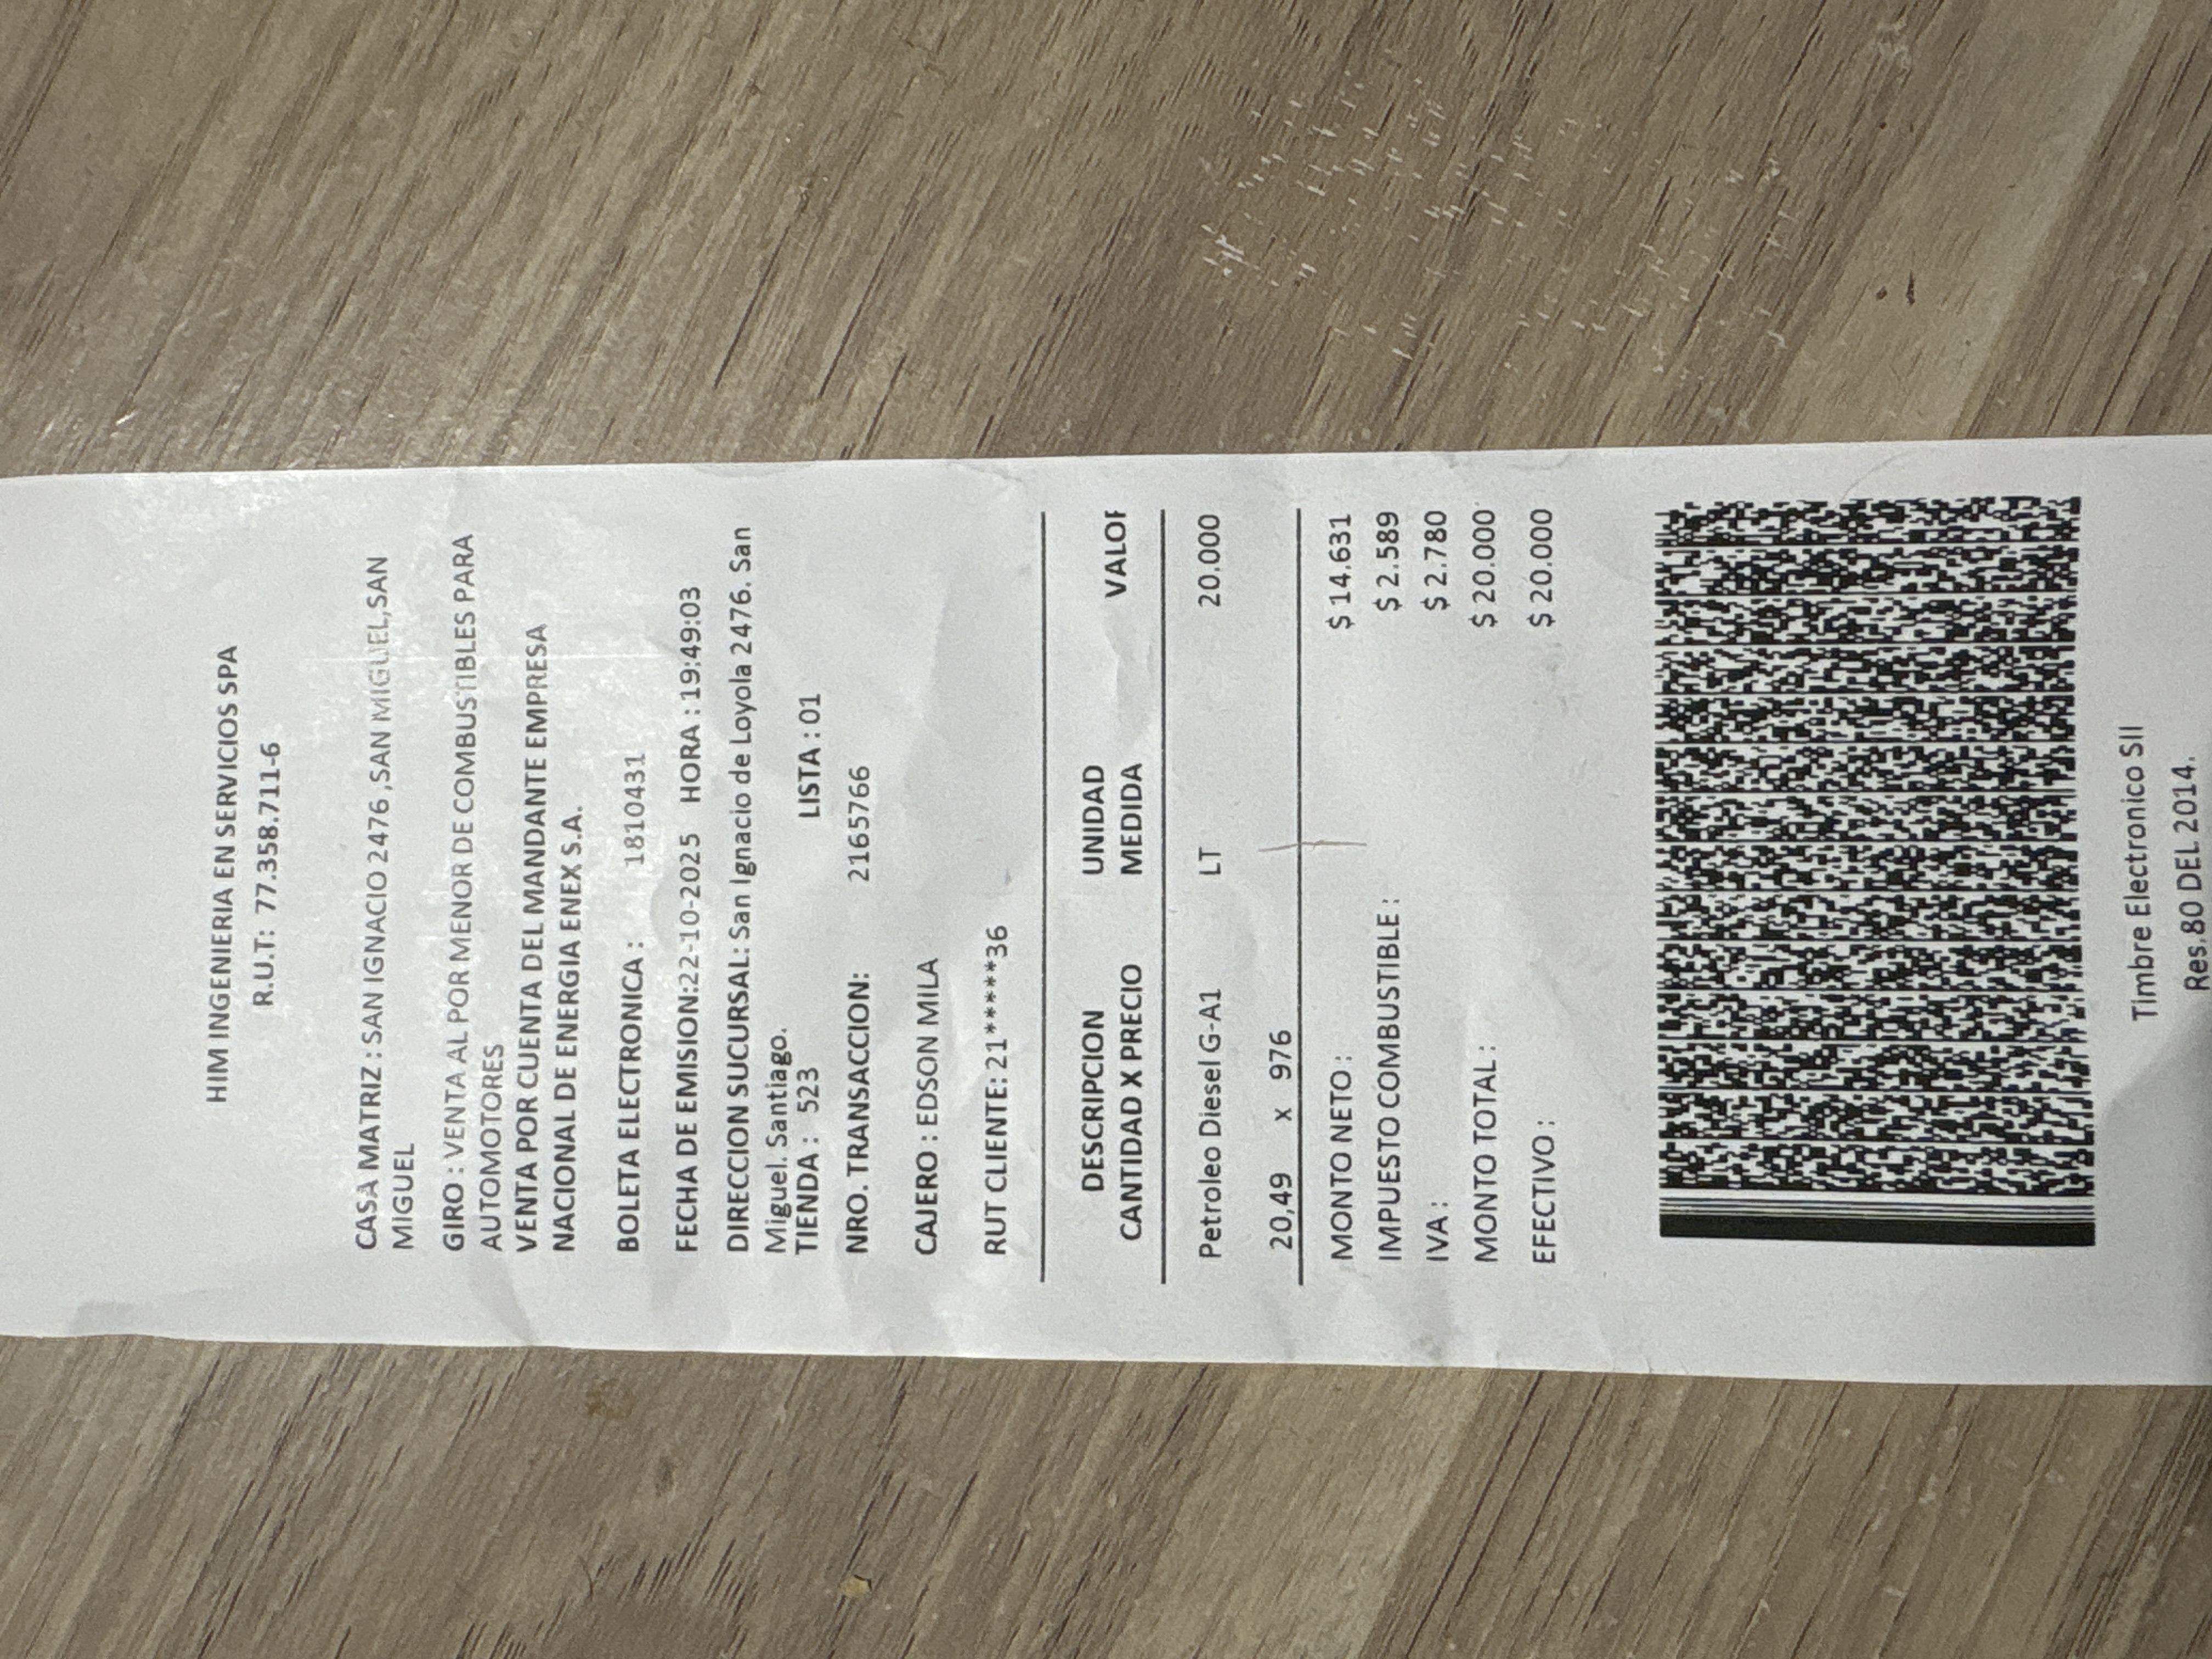 HIM INGENIERIA EN SERVICIOS SPA
R.U.T: 77.358.711-6
CASA MATRIZ : SAN IGNACIO 2476 ,SAN MIGUEL,SAN
MIGUEL
GIRO : VENTA AL POR MENOR DE COMBUSTIBLES PARA
AUTOMOTORES
VENTA POR CUENTA DEL MANDANTE EMPRESA
NACIONAL DE ENERGIA ENEX S.A.
BOLETA ELECTRONICA : 1810431
FECHA DE EMISION:22-10-2025 HORA : 19:49:03
DIRECCION SUCURSAL: San Ignacio de Loyola 2476. San
Miguel. Santiago.
TIENDA : 523 LISTA : 01
NRO. TRANSACCION: 2165766
CAJERO : EDSON MILA
RUT CLIENTE: 21******36
DESCRIPCION UNIDAD
CANTIDAD X PRECIO MEDIDA VALOR
Petroleo Diesel G-A1 LT 20.000
20,49 x 976
MONTO NETO : $ 14.631
IMPUESTO COMBUSTIBLE : $ 2.589
IVA : $ 2.780
MONTO TOTAL : $ 20.000
EFECTIVO : $ 20.000
Timbre Electronico SII
Res.80 DEL 2014.